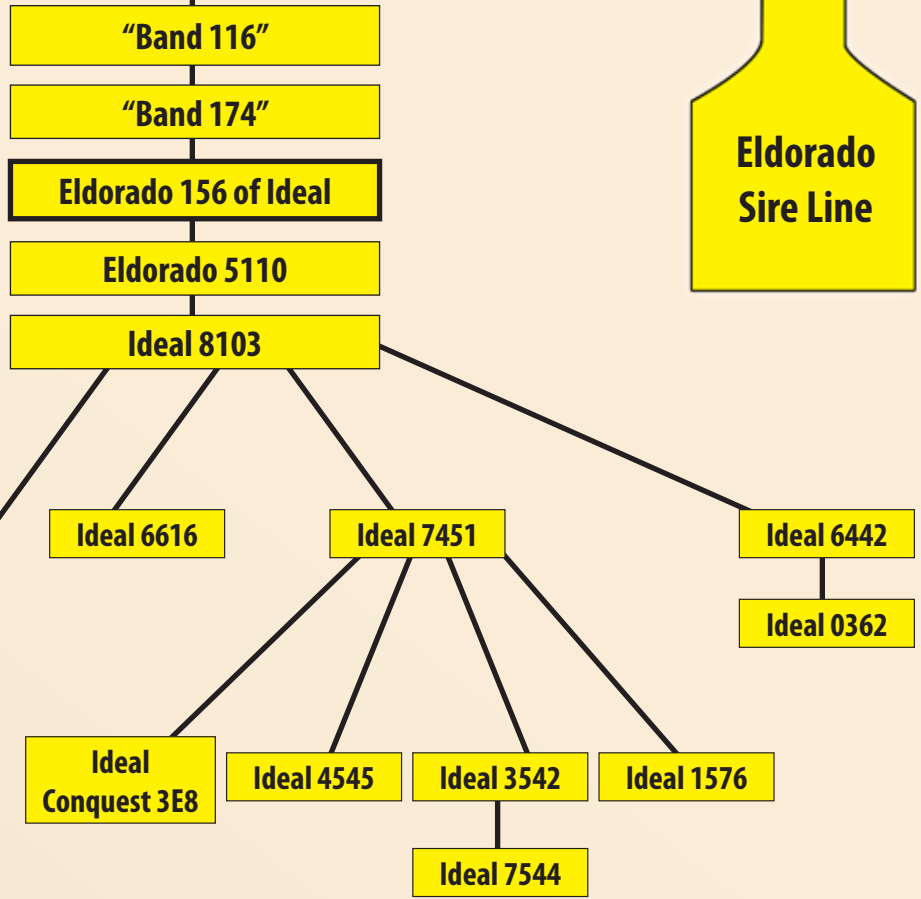 “Band 116”
“Band 174”
Eldorado 156 of Ideal
Eldorado 5110
Ideal 8103
Eldorado
Sire Line
Ideal 6616
Ideal 7451
Ideal 6442
Ideal 0362
Ideal
Conquest 3E8
Ideal 4545
Ideal 3542
Ideal 1576
Ideal 7544